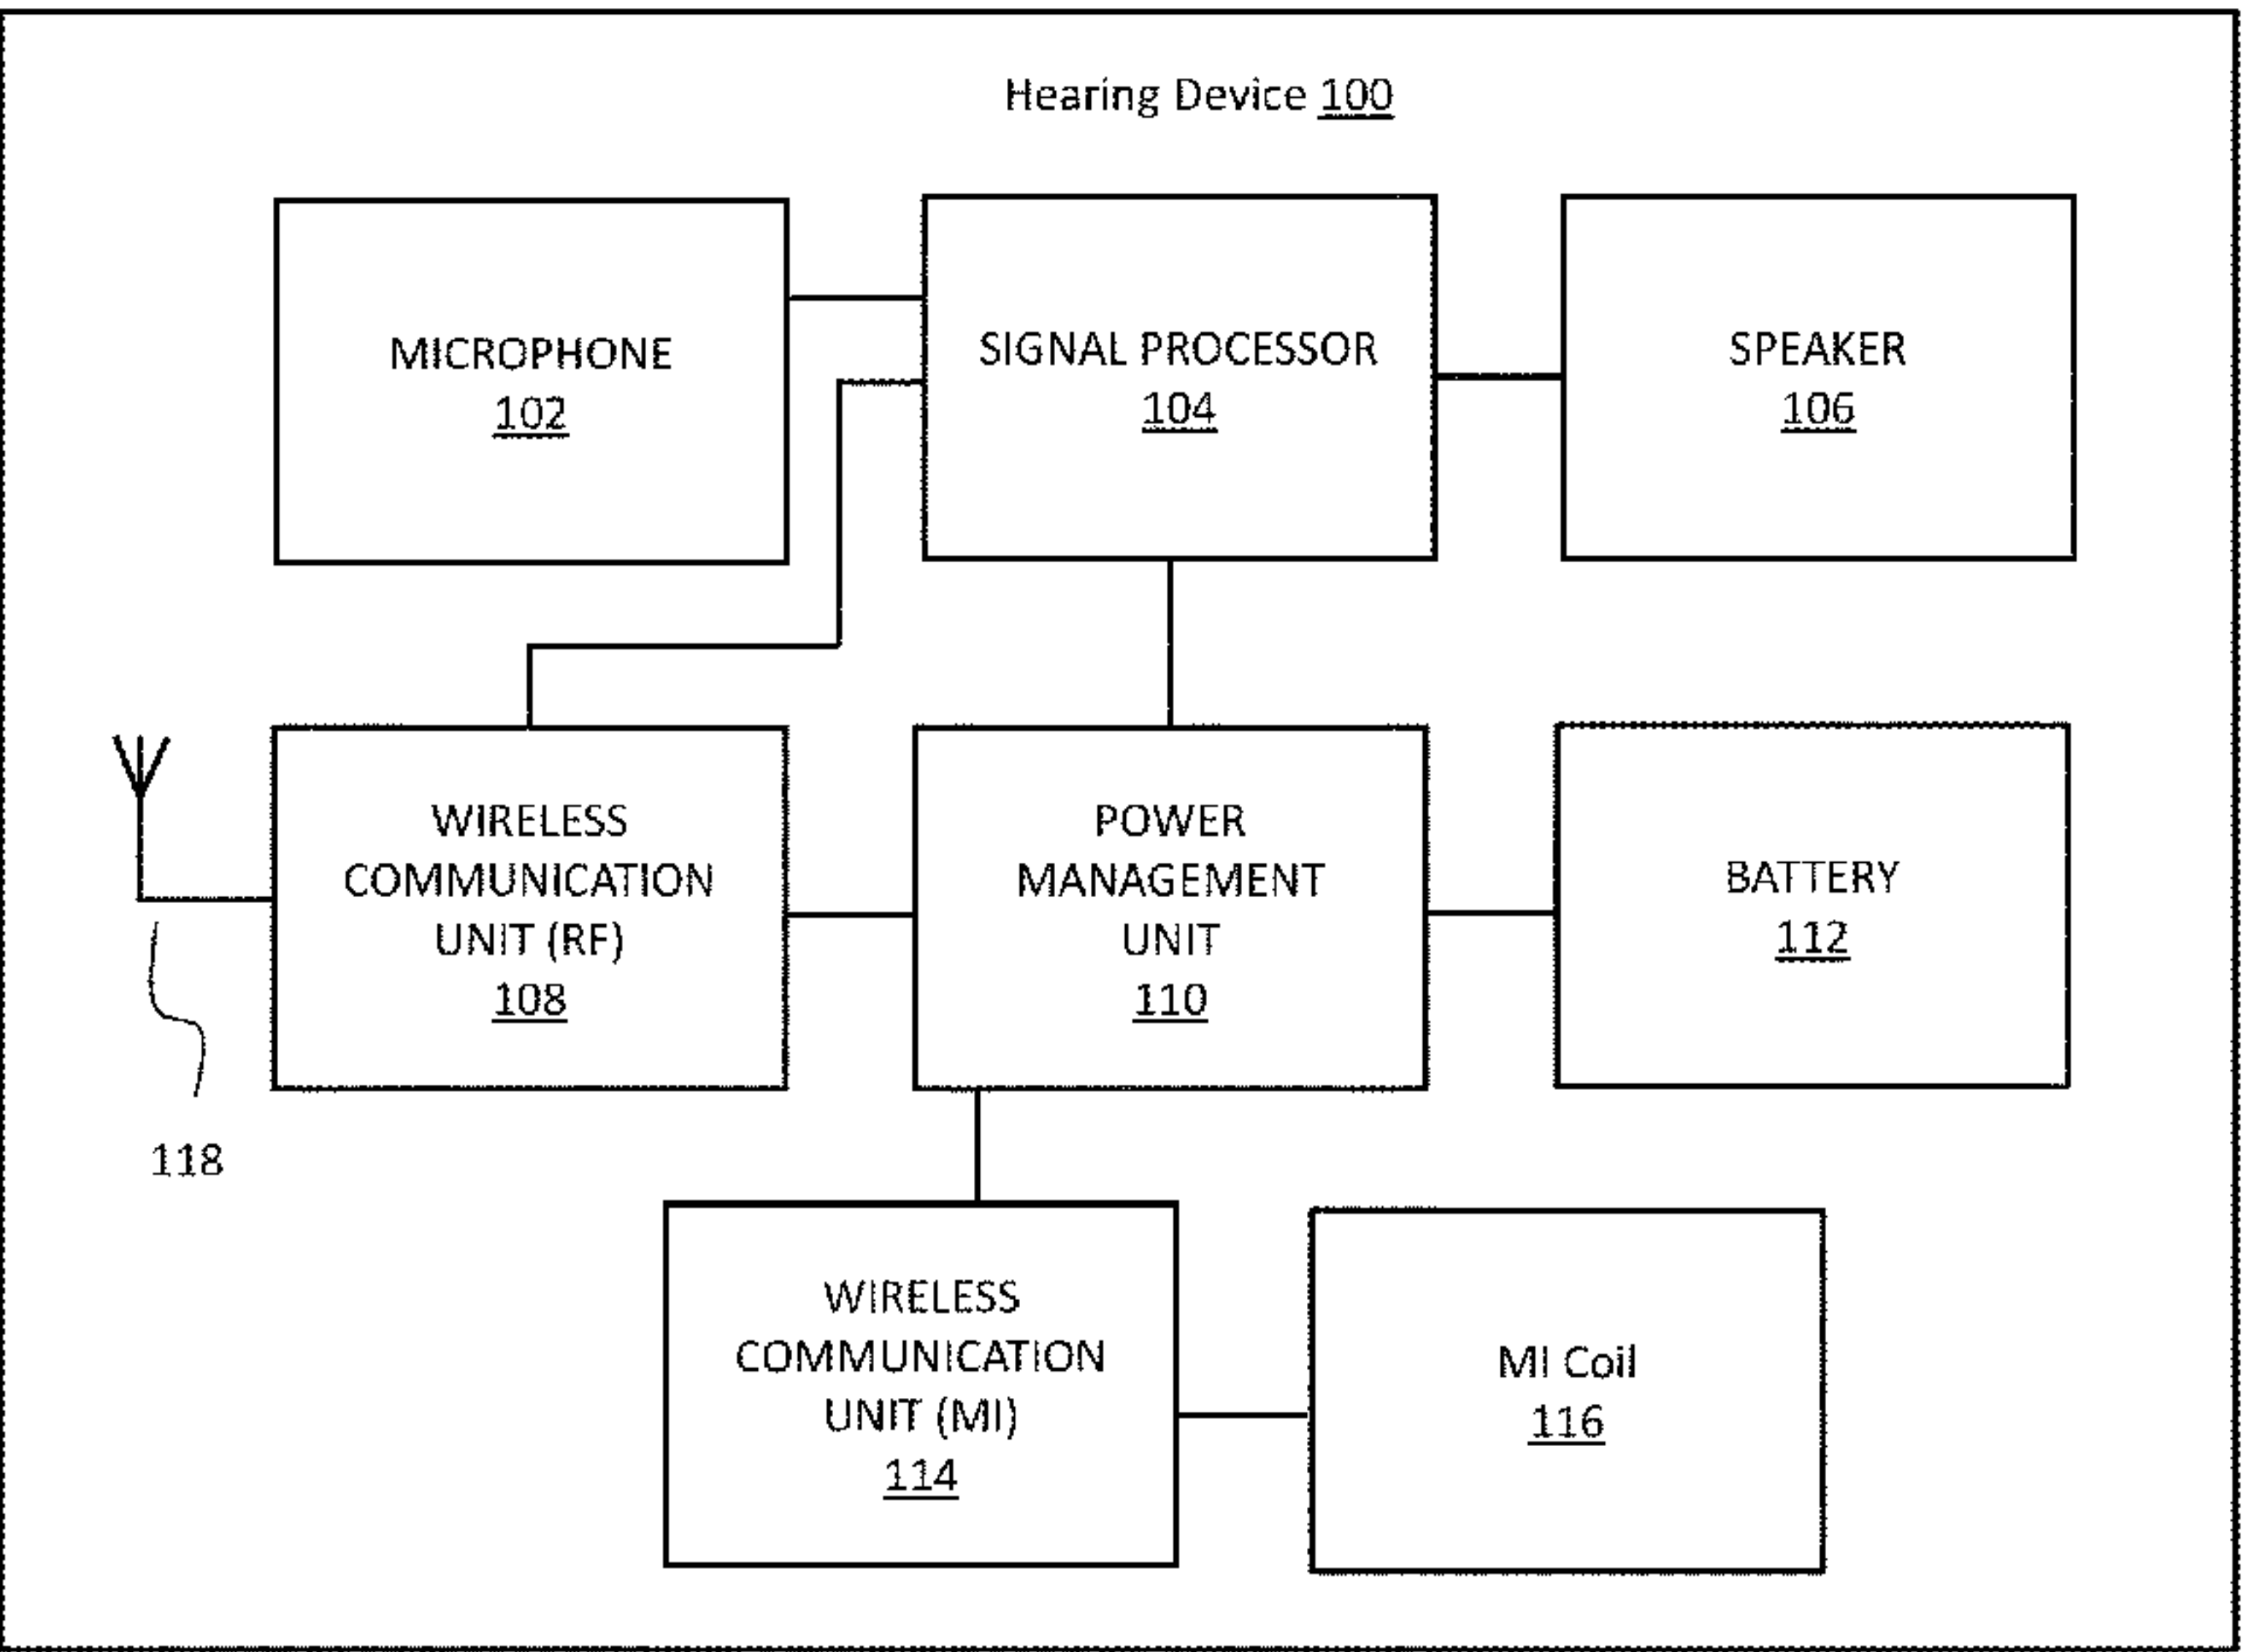 Hearing Device 100
MICROPHONE
102
SIGNAL PROCESSOR
104
SPEAKER
106
WIRELESS
COMMUNICATION
UNIT (RF)
108
POWER
MANAGEMENT
UNIT
110
BATTERY
112
118
WIRELESS
COMMUNICATION
UNIT (MI)
114
MI Coil
116